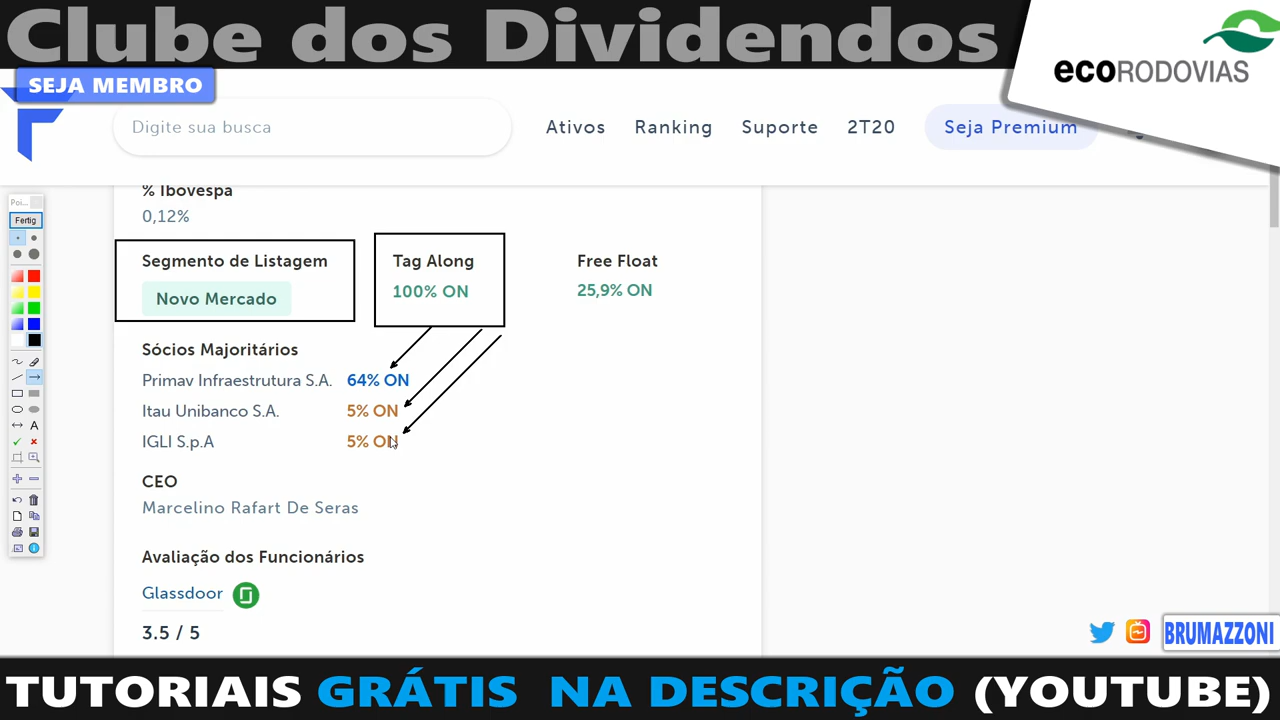 Clube dos Dividendos
ecoRODOVIAS
SEJA MEMBRO
Digite sua busca
Ativos Ranking Suporte 2T20 Seja Premium
% Ibovespa
0,12%
Poi...
Fertig
Segmento de Listagem Tag Along Free Float
Novo Mercado 100% ON 25,9% ON
Sócios Majoritários
Primav Infraestrutura S.A. 64% ON
Itau Unibanco S.A. 5% ON
IGLI S.p.A 5% ON
A
CEO
Marcelino Rafart De Seras
Avaliação dos Funcionários
Glassdoor
3.5 / 5
BRUMAZZONI
TUTORIAIS GRÁTIS NA DESCRIÇÃO (YOUTUBE)